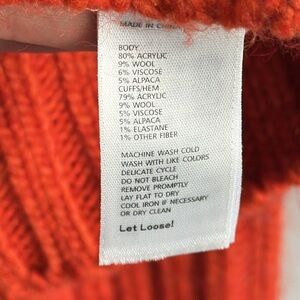 MADE IN CHINA
BODY
80% ACRYLIC
9% WOOL
6% VISCOSE
5% ALPACA
CUFFS/HEM
79% ACRYLIC
9% WOOL
5% VISCOSE
5% ALPACA
1% ELASTANE
1% OTHER FIBER
MACHINE WASH COLD
WASH WITH LIKE COLORS
DELICATE CYCLE
DO NOT BLEACH
REMOVE PROMPTLY
LAY FLAT TO DRY
COOL IRON IF NECESSARY
OR DRY CLEAN
Let Loose!